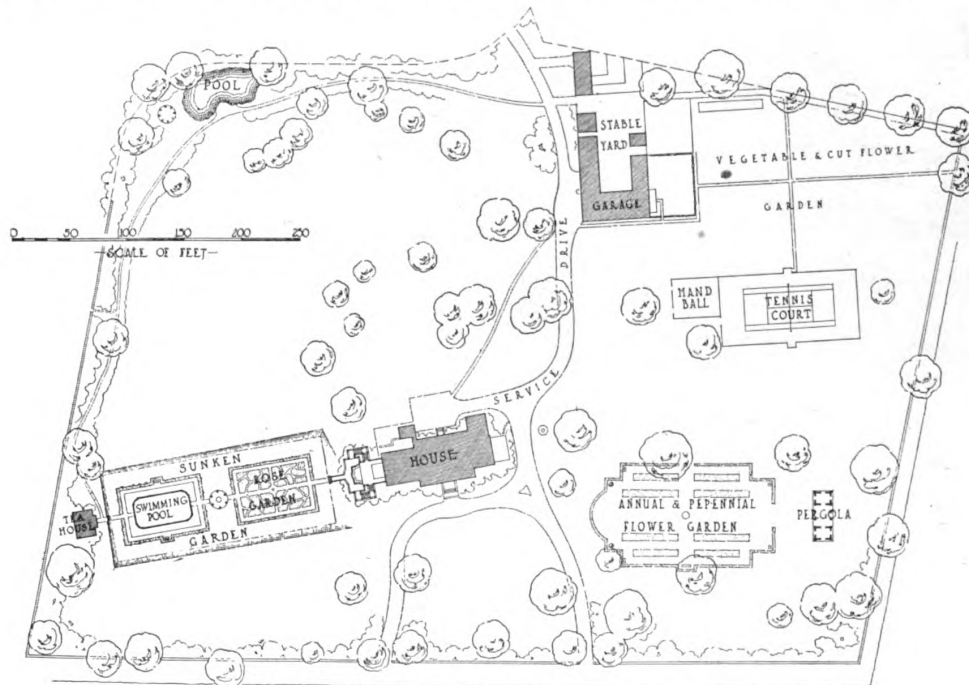 POOL
STABLE
YARD
VEGETABLE & CUT FLOWER
GARDEN
GARAGE
0 50 100 150 200 250
—SCALE OF FEET—
DRIVE
HAND
BALL
TENNIS
COURT
SERVICE
HOUSE
SUNKEN
ROSE
GARDEN
SWIMMING
POOL
TEA
HOUSE
GARDEN
ANNUAL & PEPENNIAL
FLOWER GARDEN
PERGOLA